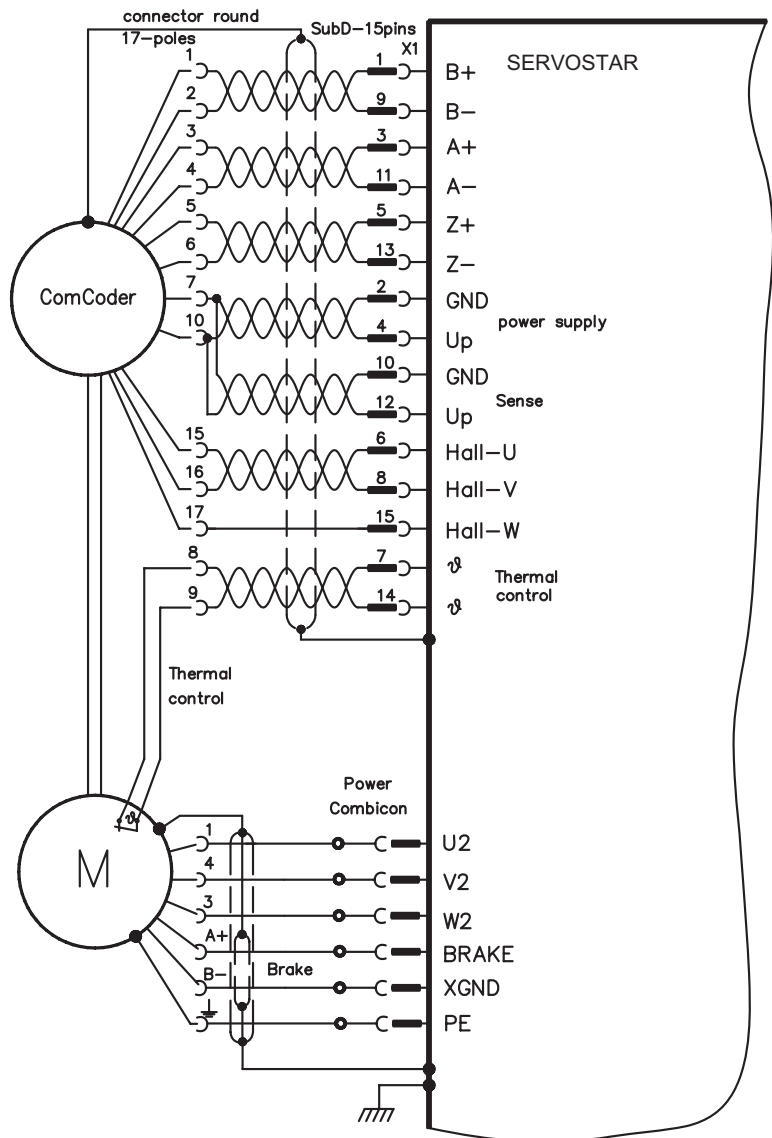 connector round
17-poles
SubD-15pins
X1
SERVOSTAR
1 1 B+
2 9 B-
3 3 A+
4 11 A-
5 5 Z+
6 13 Z-
ComCoder
7 2 GND
power supply
10 4 Up
10 GND
Sense
12 Up
15 6 Hall-U
16 8 Hall-V
17 15 Hall-W
8 7 ϑ
Thermal
control
9 14 ϑ
Thermal
control
Power
Combicon
ϑ
M
1 U2
4 V2
3 W2
A+ BRAKE
Brake
B- XGND
PE